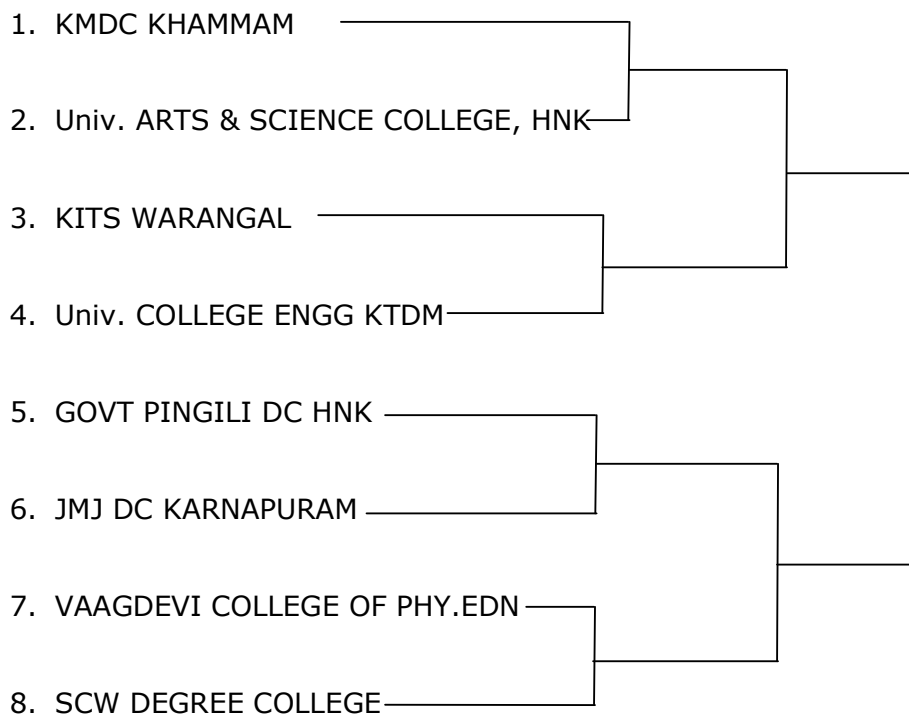 1. KMDC KHAMMAM
2. Univ. ARTS & SCIENCE COLLEGE, HNK
3. KITS WARANGAL
4. Univ. COLLEGE ENGG KTDM
5. GOVT PINGILI DC HNK
6. JMJ DC KARNAPURAM
7. VAAGDEVI COLLEGE OF PHY.EDN
8. SCW DEGREE COLLEGE